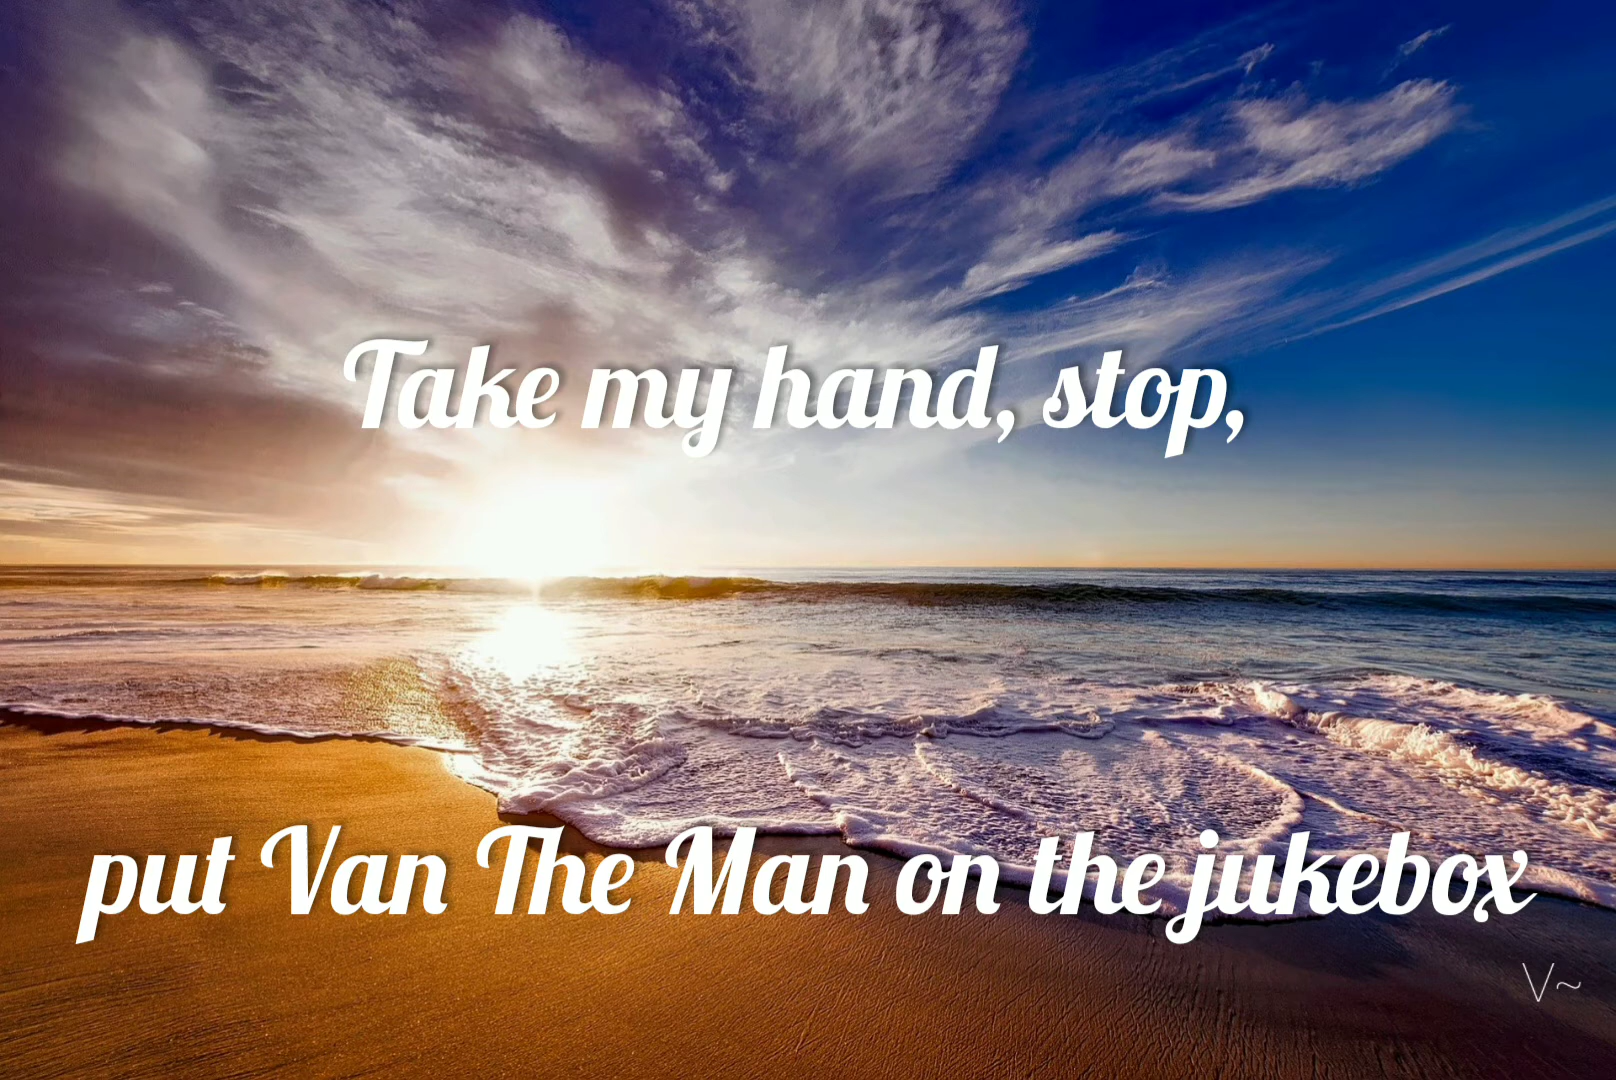 Take my hand, stop,
put Van The Man on the jukebox
V~